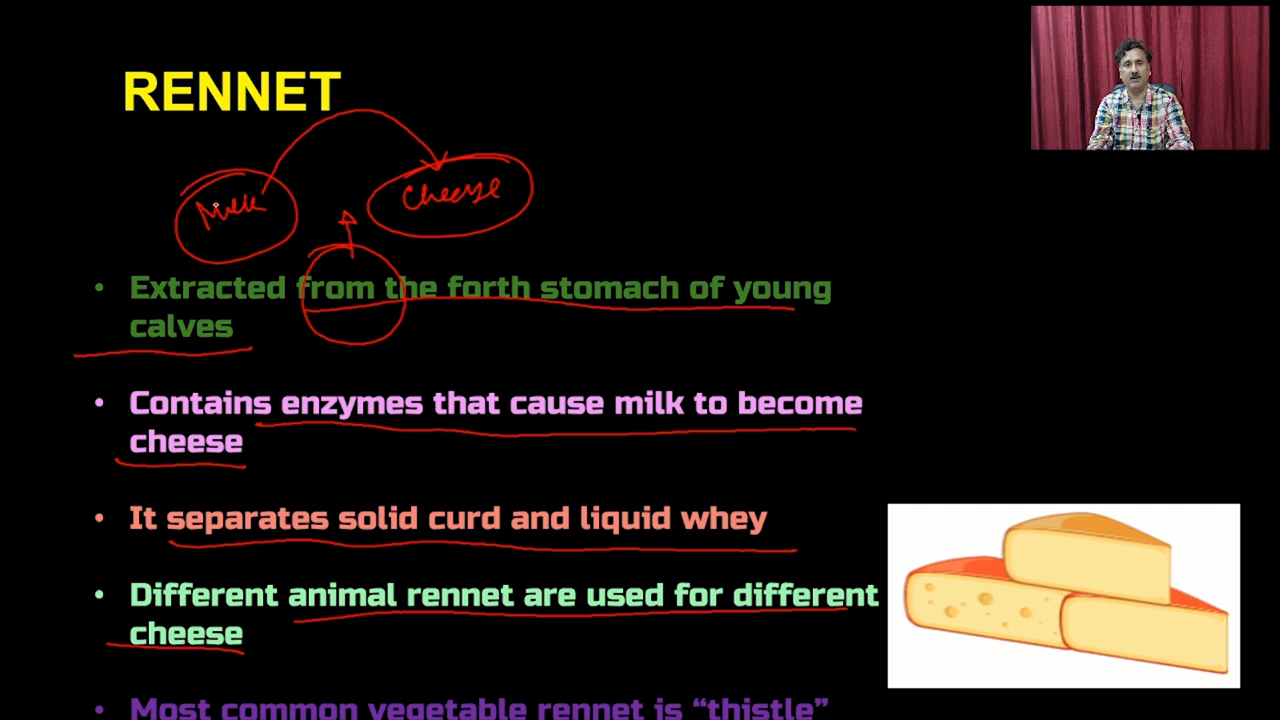 RENNET
Milk
Cheese
• Extracted from the forth stomach of young
calves
• Contains enzymes that cause milk to become
cheese
• It separates solid curd and liquid whey
• Different animal rennet are used for different
cheese
• Most common vegetable rennet is “thistle”